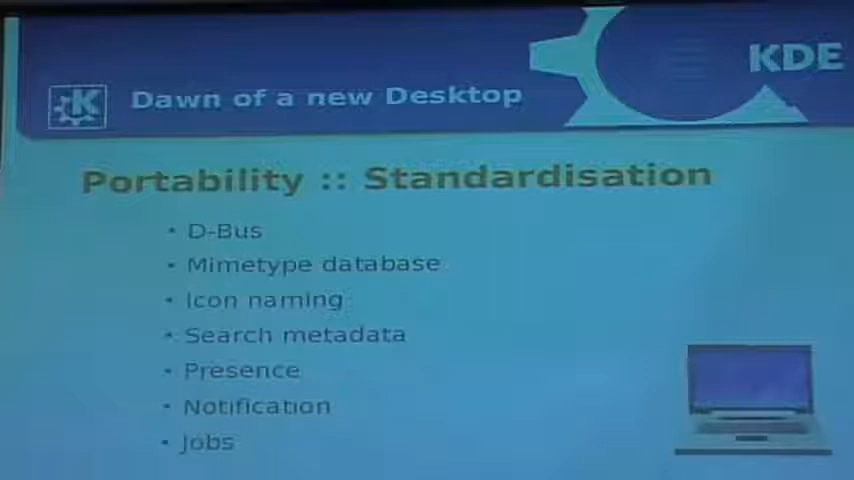 KDE
K
Dawn of a new Desktop
Portability :: Standardisation
• D-Bus
• Mimetype database
• Icon naming
• Search metadata
• Presence
• Notification
• Jobs